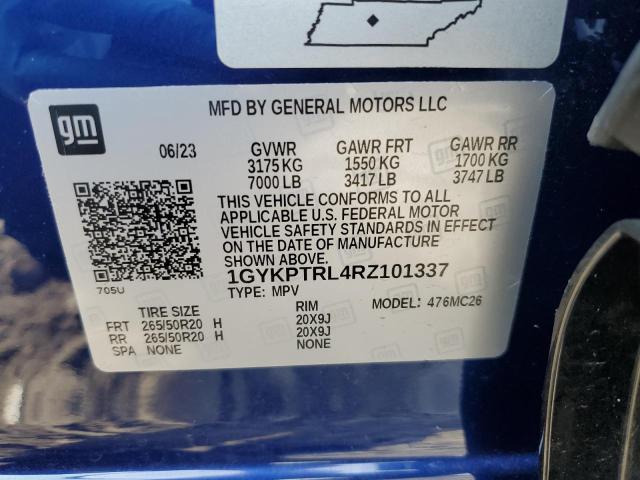 gm
MFD BY GENERAL MOTORS LLC
06/23 GVWR GAWR FRT GAWR RR
3175 KG 1550 KG 1700 KG
7000 LB 3417 LB 3747 LB
THIS VEHICLE CONFORMS TO ALL
APPLICABLE U.S. FEDERAL MOTOR
VEHICLE SAFETY STANDARDS IN EFFECT
ON THE DATE OF MANUFACTURE
SHOWN ABOVE.
1GYKPTRL4RZ101337
705U
TYPE: MPV MODEL: 476MC26
TIRE SIZE RIM
FRT 265/50R20 H 20X9J
RR 265/50R20 H 20X9J
SPA NONE NONE